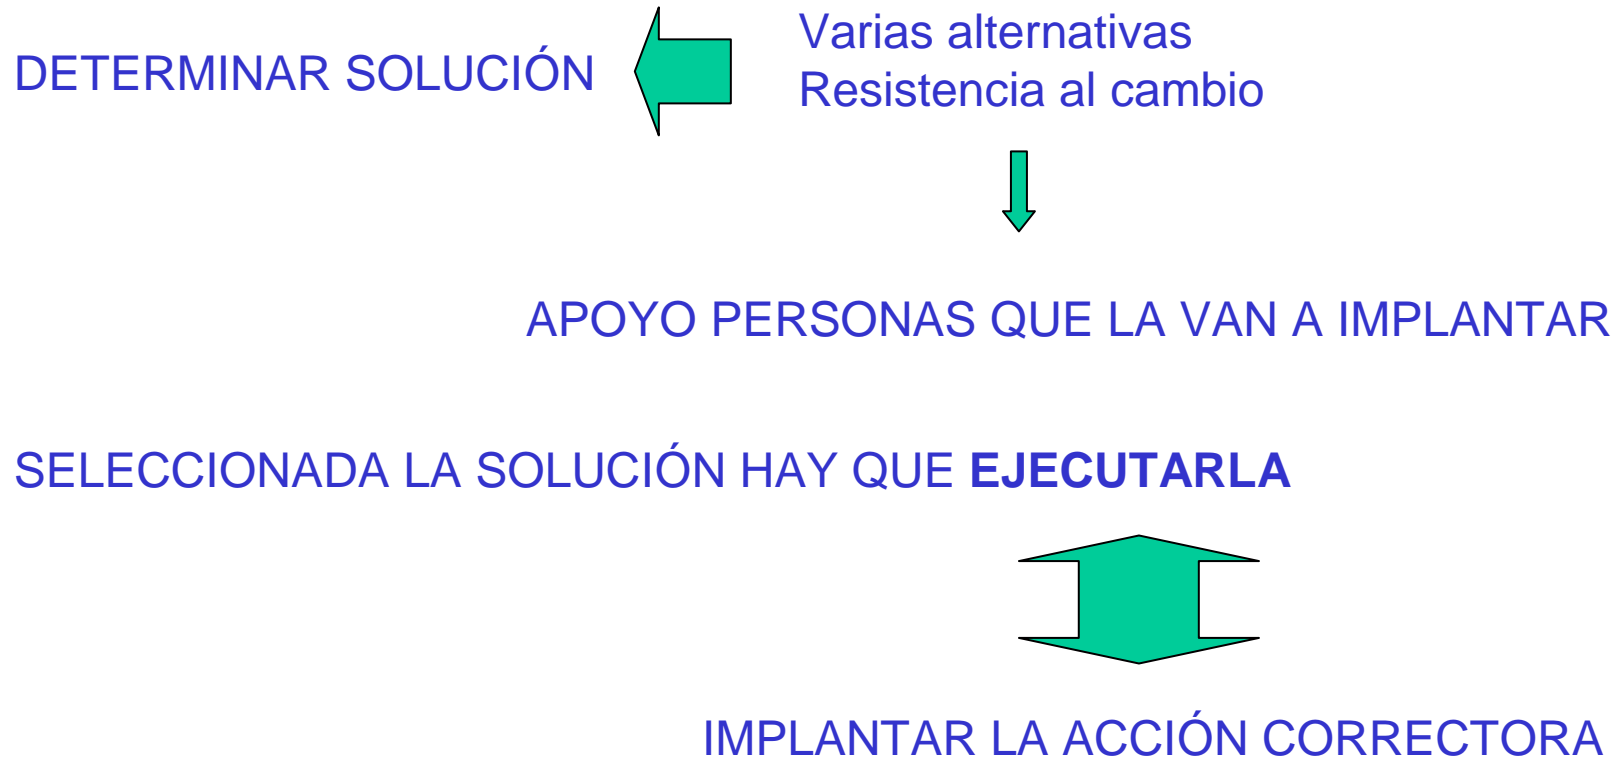 DETERMINAR SOLUCIÓN
Varias alternativas
Resistencia al cambio
APOYO PERSONAS QUE LA VAN A IMPLANTAR
SELECCIONADA LA SOLUCIÓN HAY QUE EJECUTARLA
IMPLANTAR LA ACCIÓN CORRECTORA